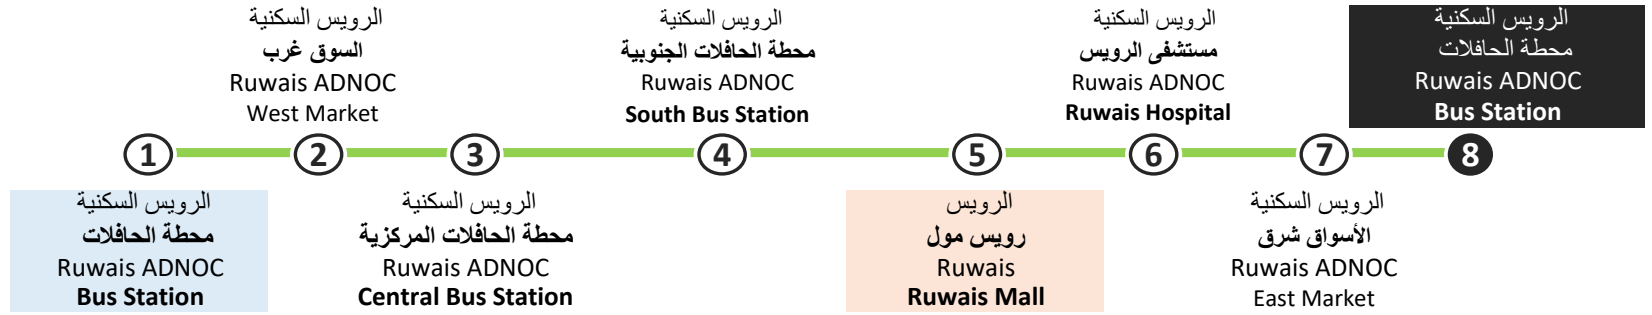 الرويس السكنية
السوق غرب
Ruwais ADNOC
West Market
الرويس السكنية
محطة الحافلات الجنوبية
Ruwais ADNOC
South Bus Station
الرويس السكنية
مستشفى الرويس
Ruwais ADNOC
Ruwais Hospital
الرويس السكنية
محطة الحافلات
Ruwais ADNOC
Bus Station
1
2
3
4
5
6
7
8
الرويس السكنية
محطة الحافلات
Ruwais ADNOC
Bus Station
الرويس السكنية
محطة الحافلات المركزية
Ruwais ADNOC
Central Bus Station
الرويس
رويس مول
Ruwais
Ruwais Mall
الرويس السكنية
الأسواق شرق
Ruwais ADNOC
East Market